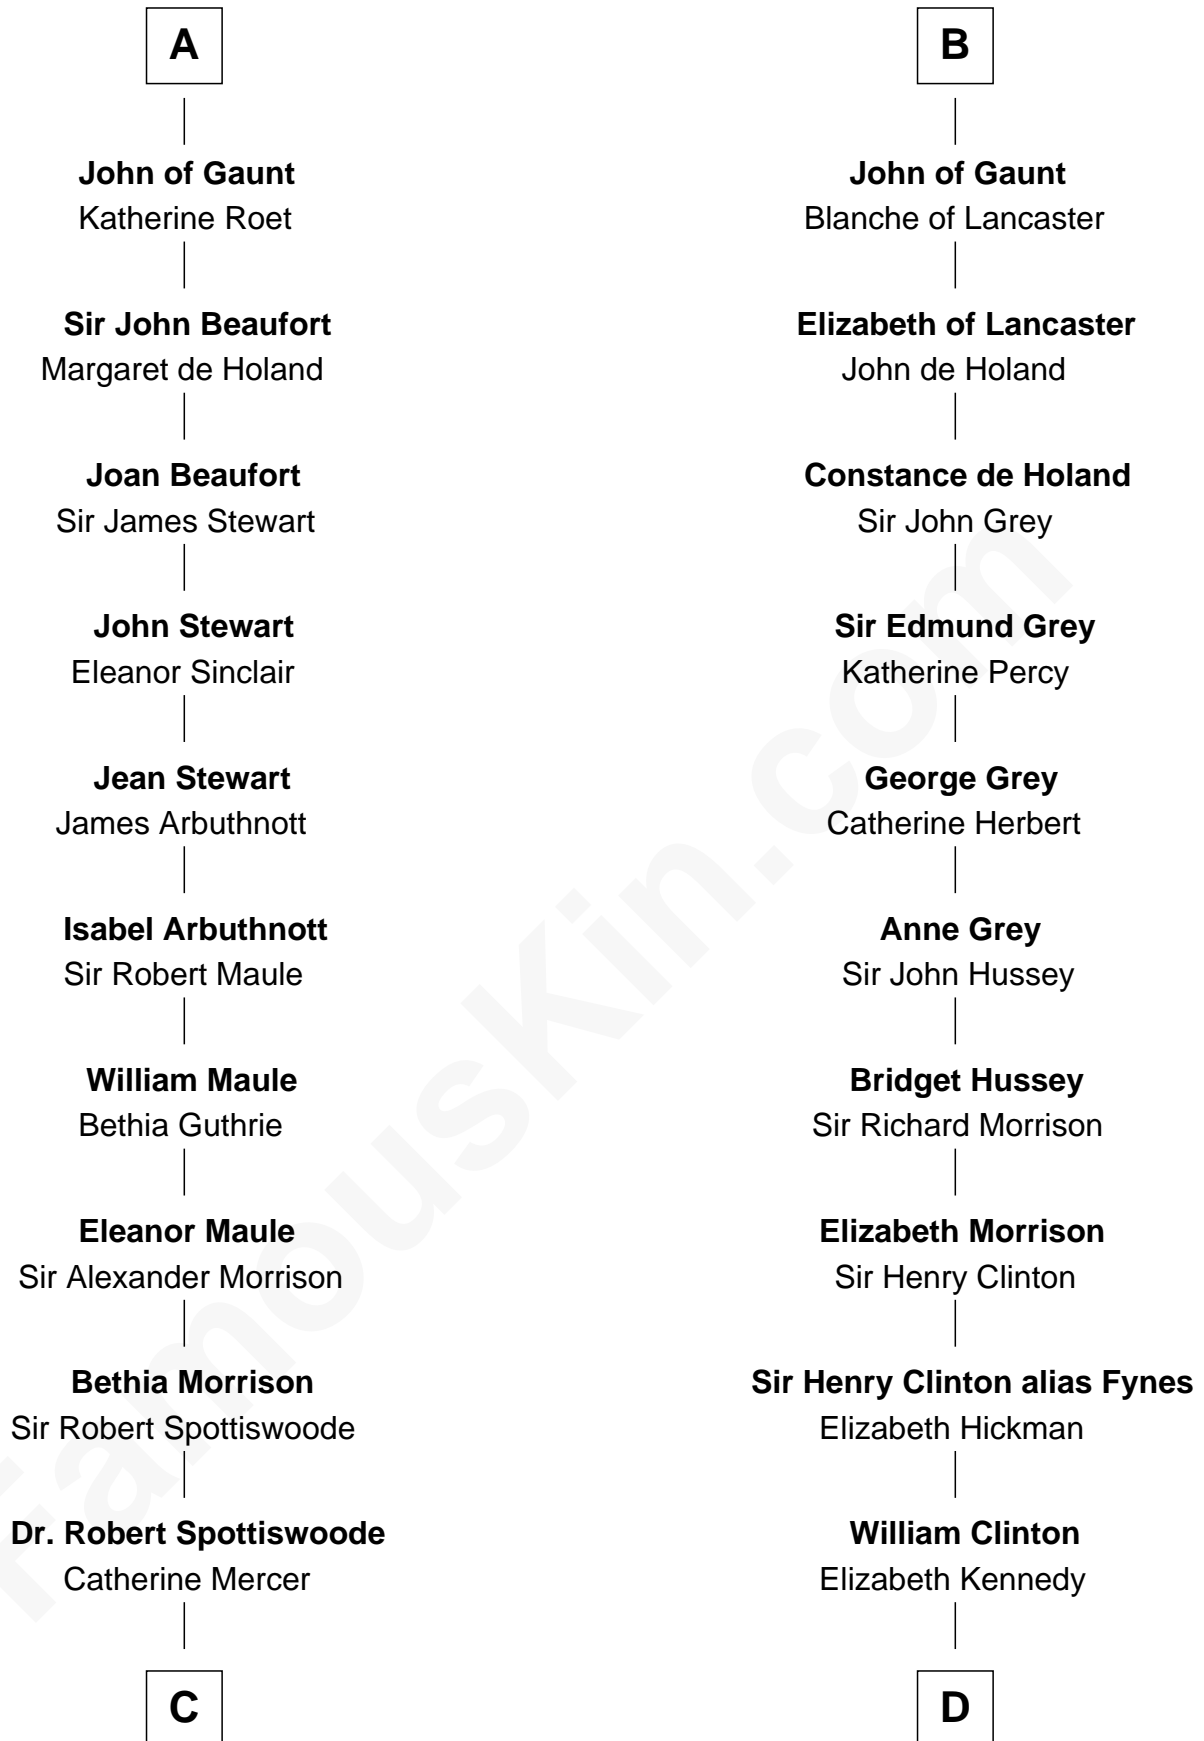 A
John of Gaunt
Katherine Roet
Sir John Beaufort
Margaret de Holand
Joan Beaufort
Sir James Stewart
John Stewart
Eleanor Sinclair
Jean Stewart
James Arbuthnott
Isabel Arbuthnott
Sir Robert Maule
William Maule
Bethia Guthrie
Eleanor Maule
Sir Alexander Morrison
Bethia Morrison
Sir Robert Spottiswoode
Dr. Robert Spottiswoode
Catherine Mercer
C
B
John of Gaunt
Blanche of Lancaster
Elizabeth of Lancaster
John de Holand
Constance de Holand
Sir John Grey
Sir Edmund Grey
Katherine Percy
George Grey
Catherine Herbert
Anne Grey
Sir John Hussey
Bridget Hussey
Sir Richard Morrison
Elizabeth Morrison
Sir Henry Clinton
Sir Henry Clinton alias Fynes
Elizabeth Hickman
William Clinton
Elizabeth Kennedy
D
FamousKin.com